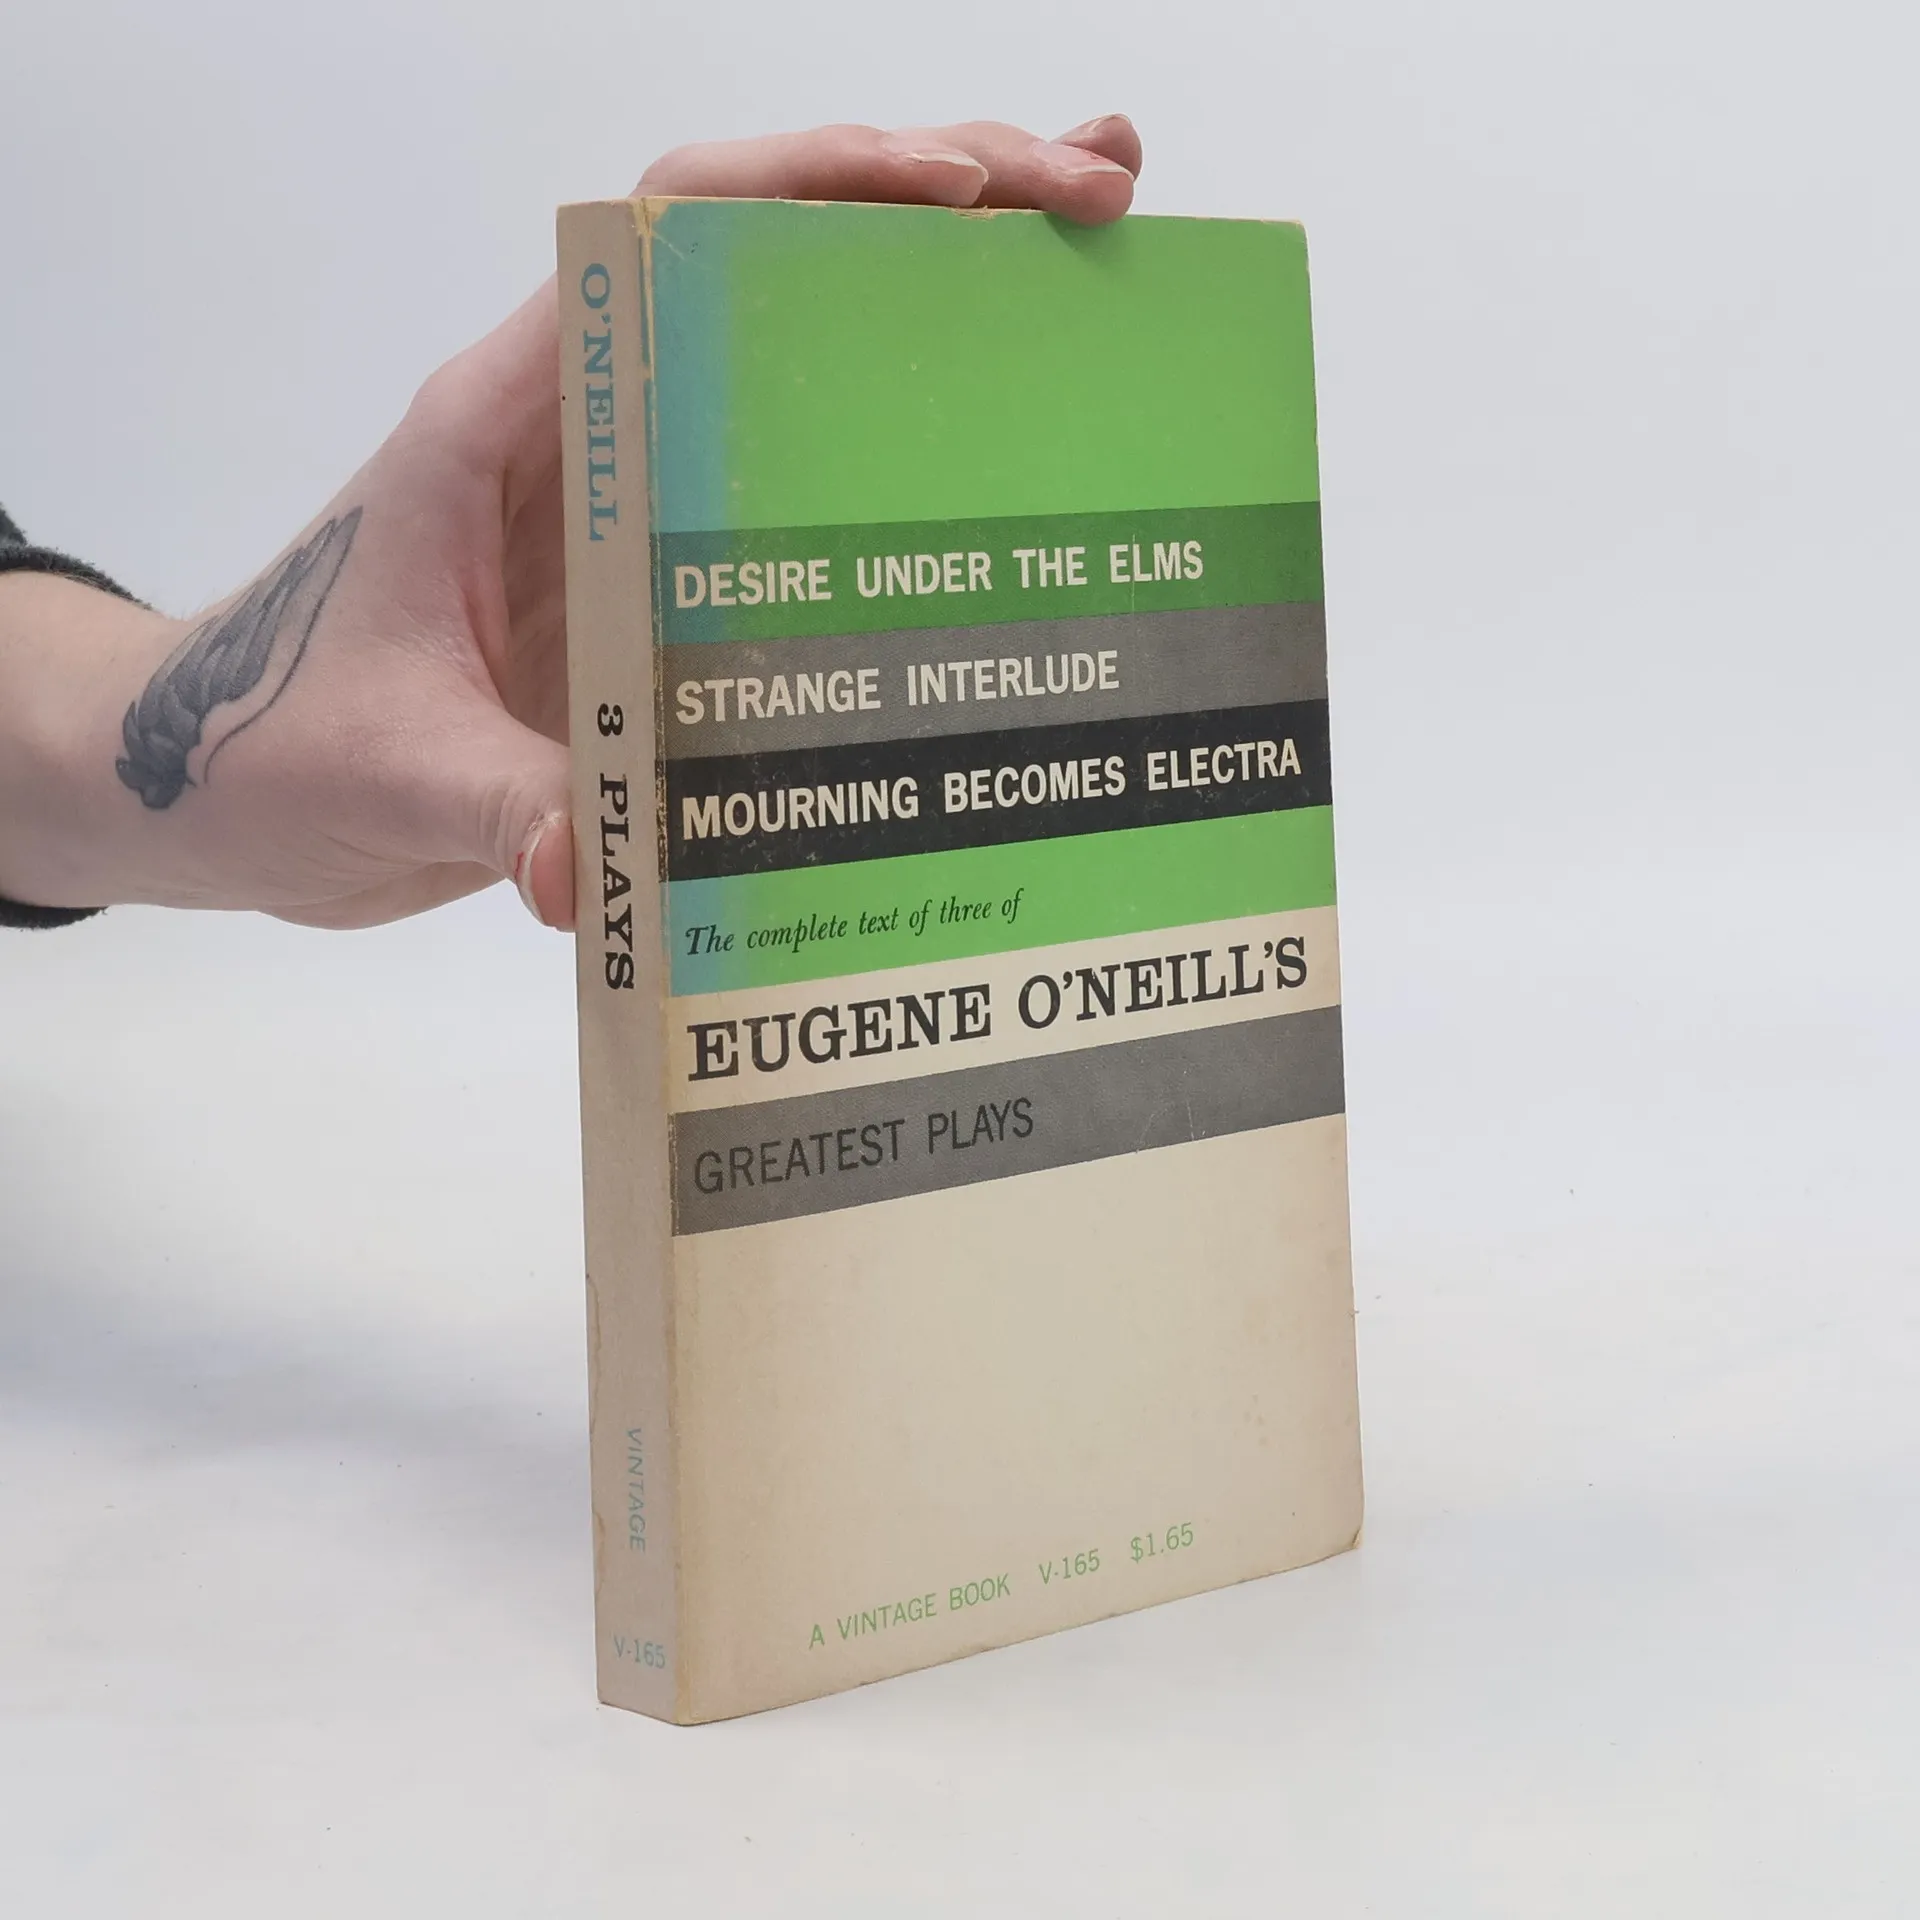 O'NEILL
3 PLAYS
VINTAGE
V-165
DESIRE UNDER THE ELMS
STRANGE INTERLUDE
MOURNING BECOMES ELECTRA
The complete text of three of
EUGENE O'NEILL'S
GREATEST PLAYS
A VINTAGE BOOK V-165 $1.65